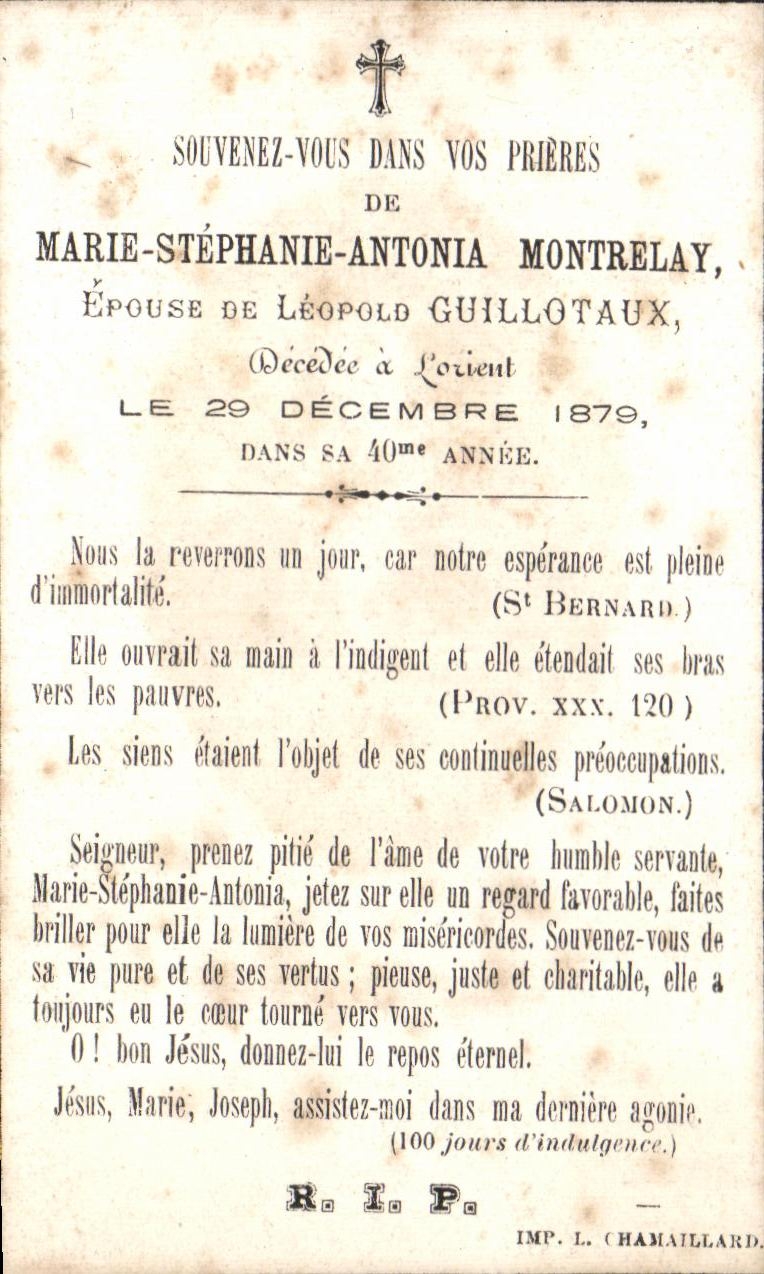 SOUVENEZ-VOUS DANS VOS PRIÈRES
DE
MARIE-STÉPHANIE-ANTONIA MONTRELAY,
ÉPOUSE DE LÉOPOLD GUILLOTAUX,
Décédée à Lorient
LE 29 DÉCEMBRE 1879,
DANS SA 40me ANNÉE.
Nous la reverrons un jour, car notre espérance est pleine
d'immortalité.
(St BERNARD.)
Elle ouvrait sa main à l'indigent et elle étendait ses bras
vers les pauvres.
(PROV. XXX. 120)
Les siens étaient l'objet de ses continuelles préoccupations.
(SALOMON.)
Seigneur, prenez pitié de l'âme de votre humble servante,
Marie-Stéphanie-Antonia, jetez sur elle un regard favorable, faites
briller pour elle la lumière de vos miséricordes. Souvenez-vous de
sa vie pure et de ses vertus ; pieuse, juste et charitable, elle a
toujours eu le cœur tourné vers vous.
O ! bon Jésus, donnez-lui le repos éternel.
Jésus, Marie, Joseph, assistez-moi dans ma dernière agonie.
(100 jours d'indulgence.)
R. I. P.
IMP. L. CHAMAILLARD.